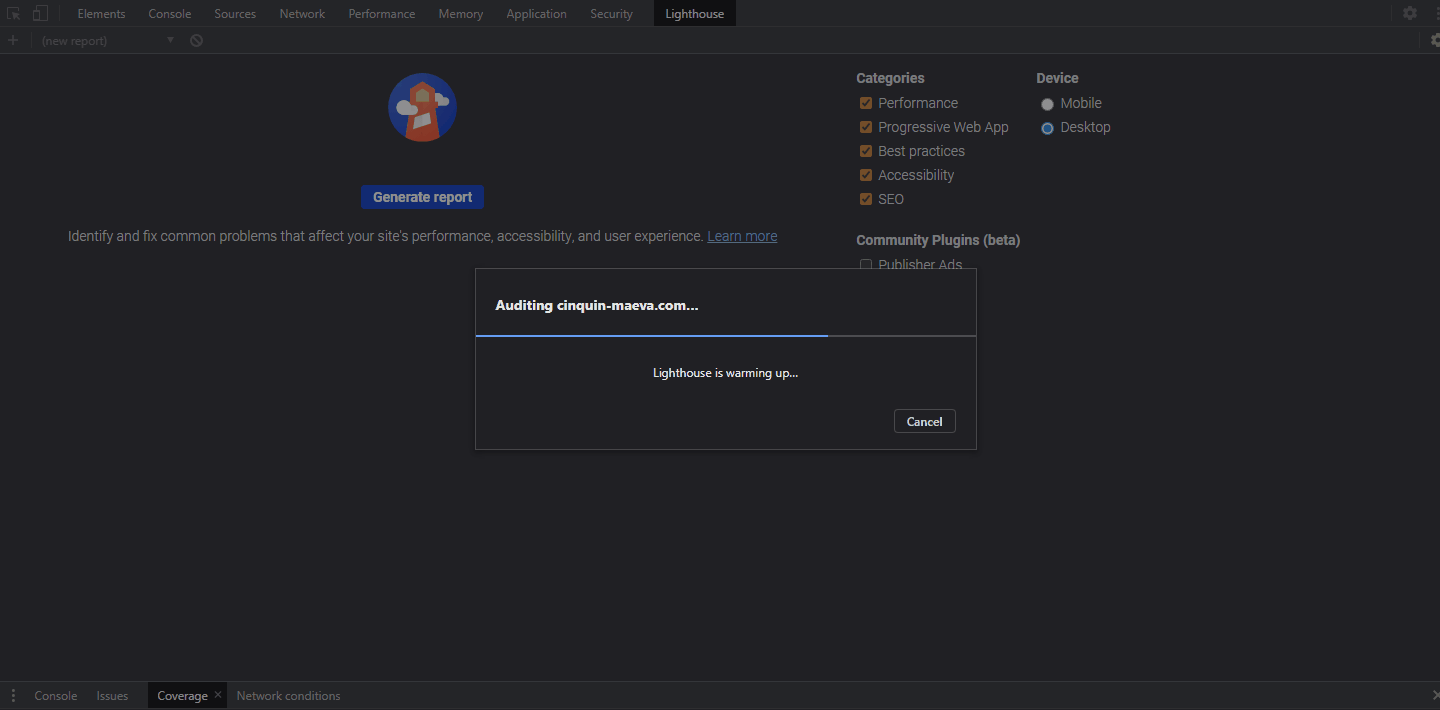 Elements Console Sources Network Performance Memory Application Security Lighthouse
(new report)
Categories
Performance
Progressive Web App
Best practices
Accessibility
SEO
Device
Mobile
Desktop
Generate report
Identify and fix common problems that affect your site's performance, accessibility, and user experience. Learn more
Community Plugins (beta)
Publisher Ads
Auditing cinquin-maeva.com...
Lighthouse is warming up...
Cancel
Console Issues Coverage Network conditions